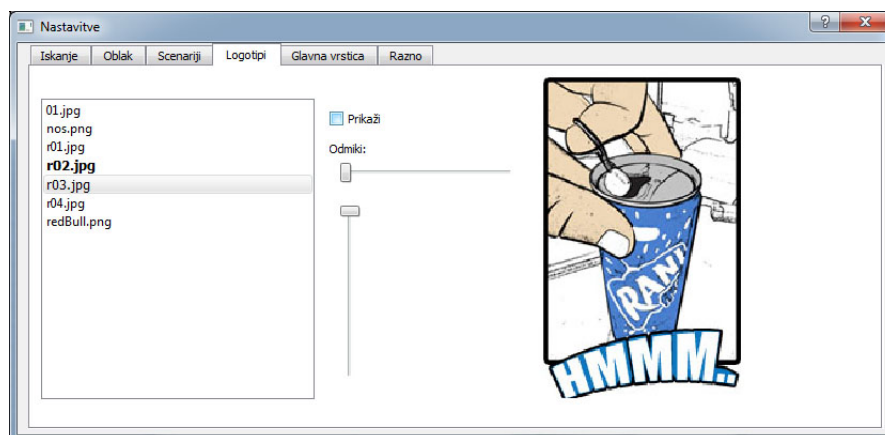 Nastavitve
Iskanje Oblak Scenariji Logotipi Glavna vrstica Razno
01.jpg
nos.png
r01.jpg
r02.jpg
r03.jpg
r04.jpg
redBull.png
Prikaži
Odmiki:
RANI
HMMM..